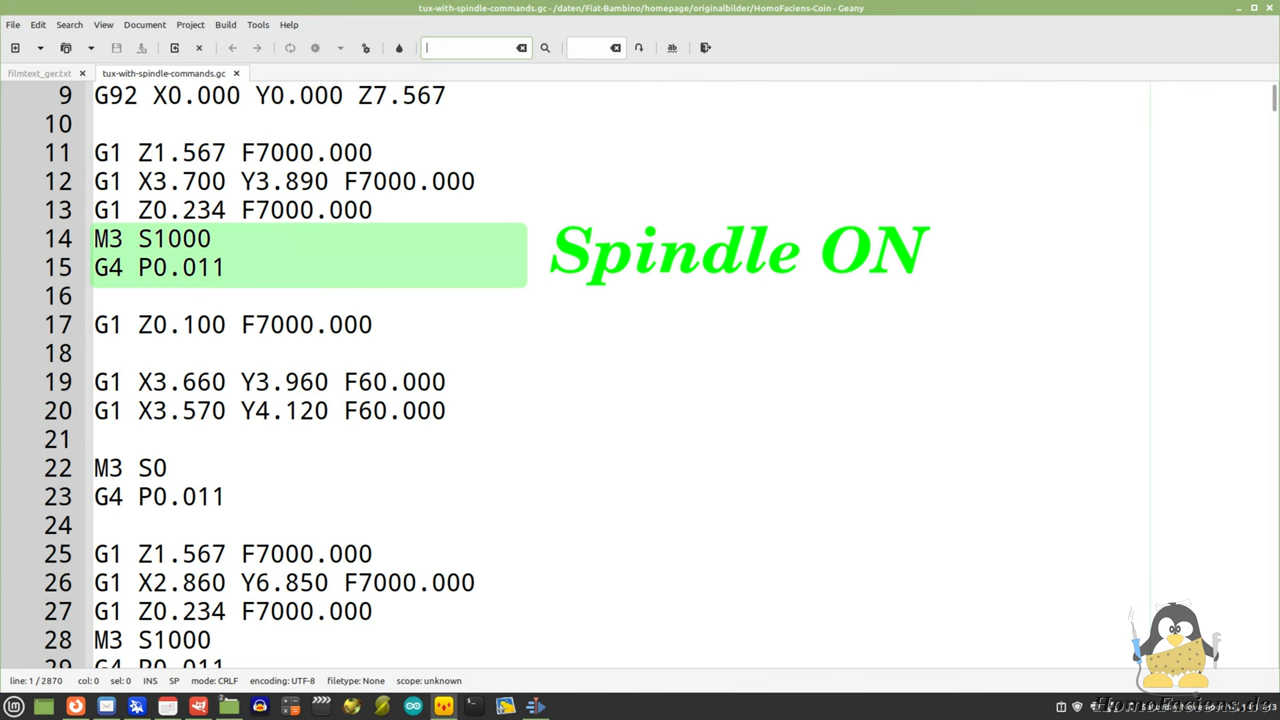 tux-with-spindle-commands.gc - /daten/Fiat-Bambino/homepage/originalbilder/HomoFaciens-Coin - Geany
File Edit Search View Document Project Build Tools Help
filmtext_ger.txt tux-with-spindle-commands.gc
9 G92 X0.000 Y0.000 Z7.567
10
11 G1 Z1.567 F7000.000
12 G1 X3.700 Y3.890 F7000.000
13 G1 Z0.234 F7000.000
14 M3 S1000
Spindle ON
15 G4 P0.011
16
17 G1 Z0.100 F7000.000
18
19 G1 X3.660 Y3.960 F60.000
20 G1 X3.570 Y4.120 F60.000
21
22 M3 S0
23 G4 P0.011
24
25 G1 Z1.567 F7000.000
26 G1 X2.860 Y6.850 F7000.000
27 G1 Z0.234 F7000.000
28 M3 S1000
29 G4 P0.011
line: 1 / 2870 col: 0 sel: 0 INS SP mode: CRLF encoding: UTF-8 filetype: None scope: unknown